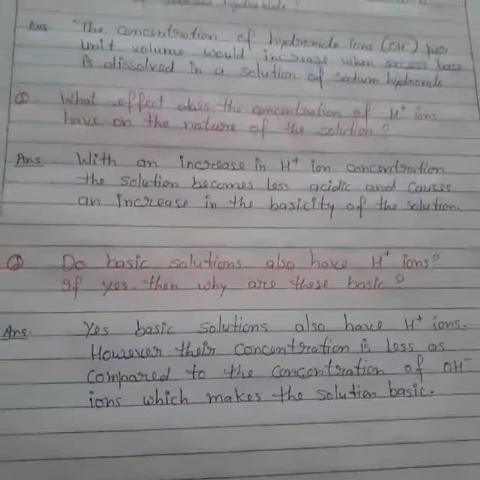 Ans "The concentration of hydroxide ions (OH⁻) per
unit volume would increase when excess base
is dissolved in a solution of sodium hydroxide
Q What effect does the concentration of H⁺ ions
have on the nature of the solution?
Ans With an increase in H⁺ ion concentration
the solution becomes less acidic and causes
an increase in the basicity of the solution.
Q Do basic solutions also have H⁺ ions?
If yes then why are these basic?
Ans. Yes basic solutions also have H⁺ ions.
However their concentration is less as
compared to the concentration of OH⁻
ions which makes the solution basic.